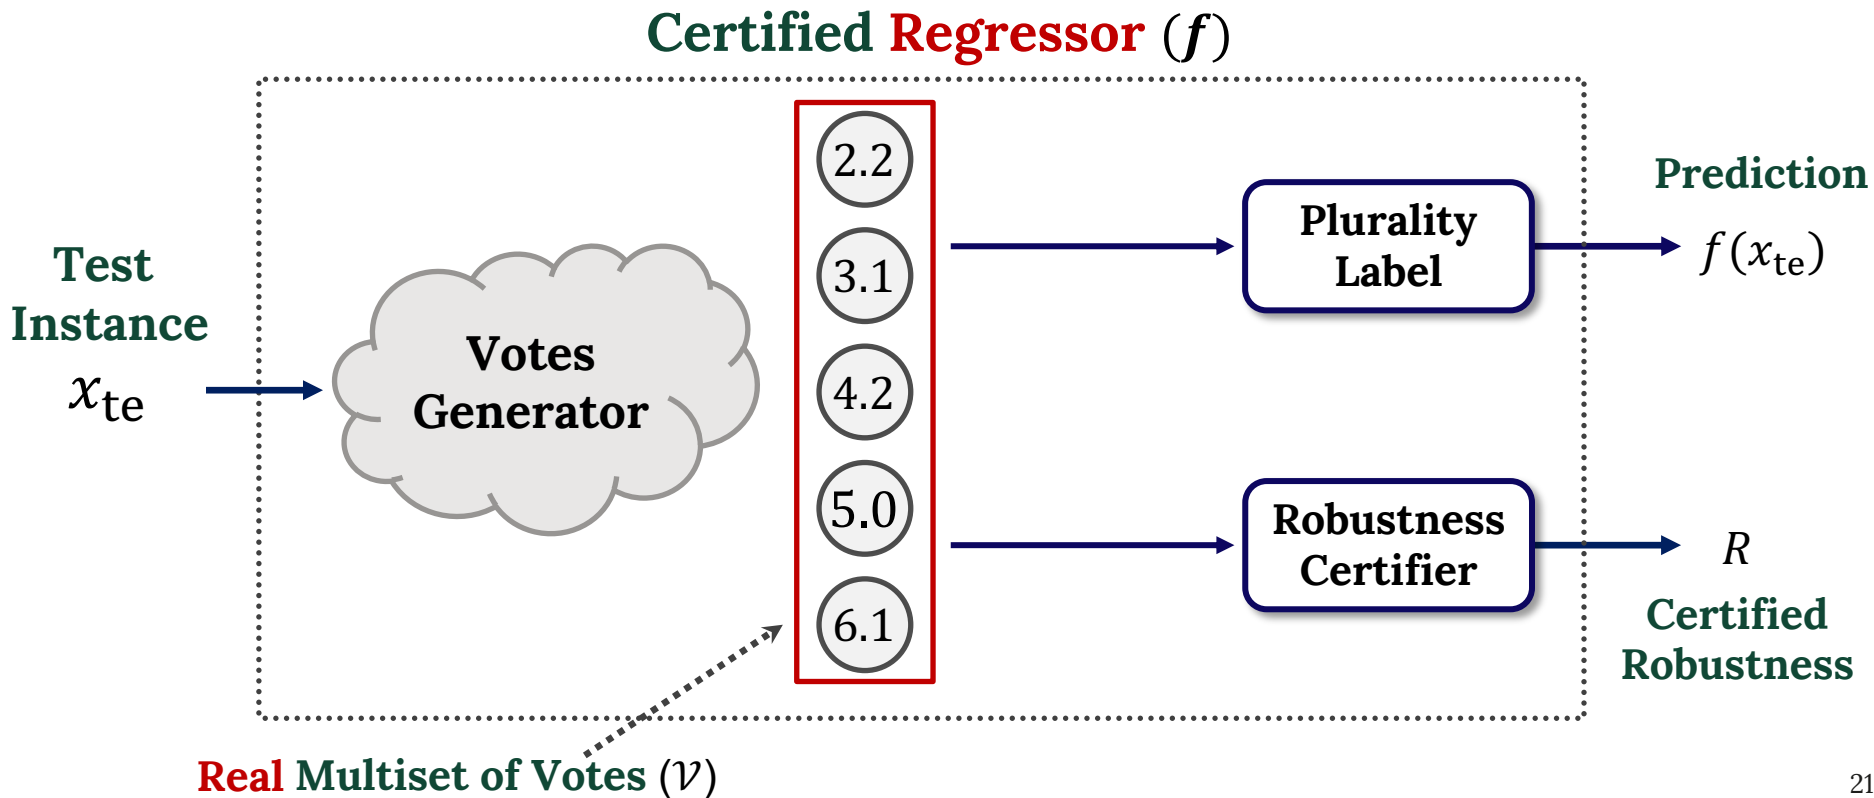 Certified Regressor (f)
Test
Instance
x_te
Votes
Generator
2.2
3.1
4.2
5.0
6.1
Plurality
Label
Robustness
Certifier
Prediction
f(x_te)
R
Certified
Robustness
Real Multiset of Votes (𝒱)
21